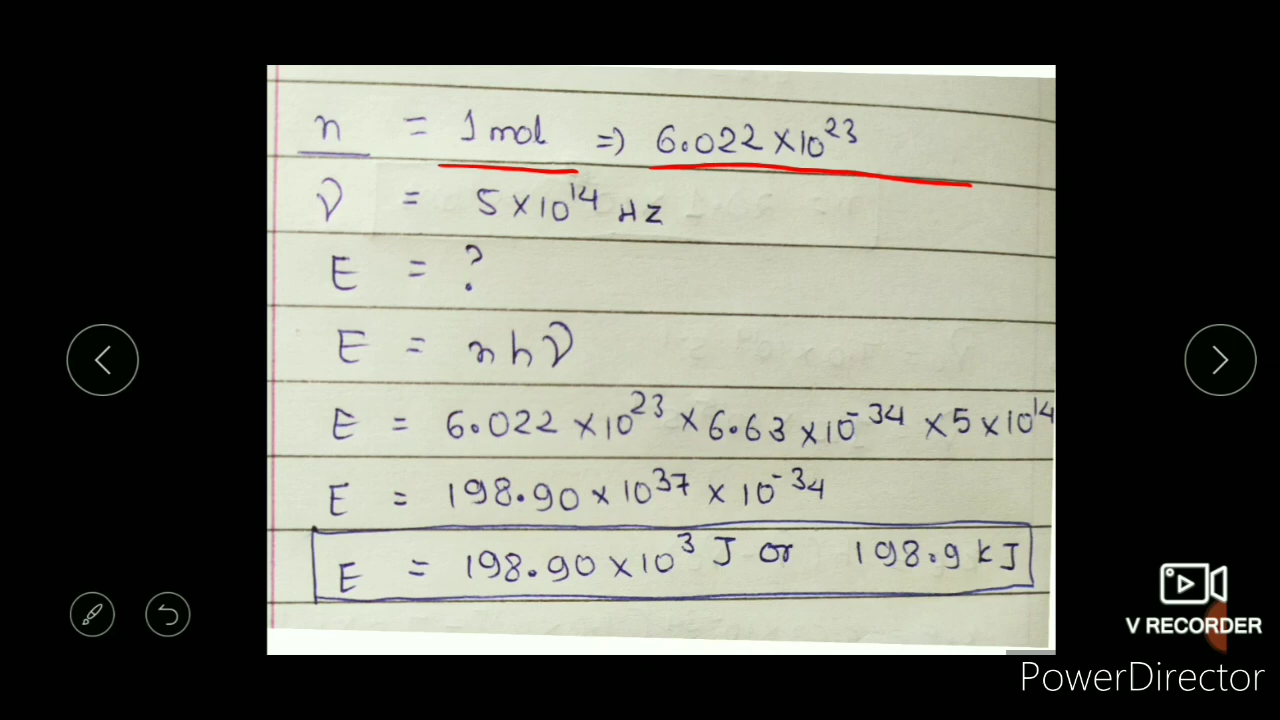 n = 1 mol => 6.022 × 10²³
ν = 5 × 10¹⁴ Hz
E = ?
E = n h ν
E = 6.022 × 10²³ × 6.63 × 10⁻³⁴ × 5 × 10¹⁴
E = 198.90 × 10³⁷ × 10⁻³⁴
E = 198.90 × 10³ J or 198.9 kJ
V RECORDER
PowerDirector